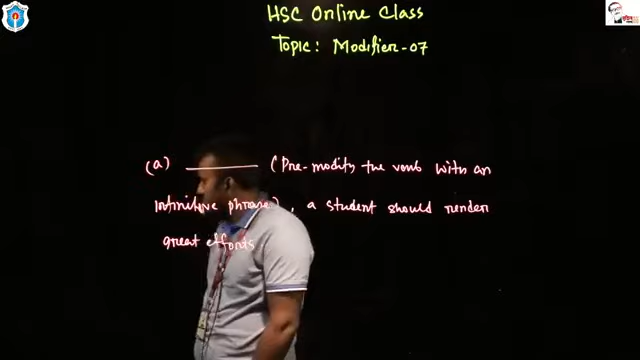 HSC Online Class
Topic: Modifier-07
(a) ______ (Pre-modify the verb with an
infinitive phrase), a student should render
great efforts